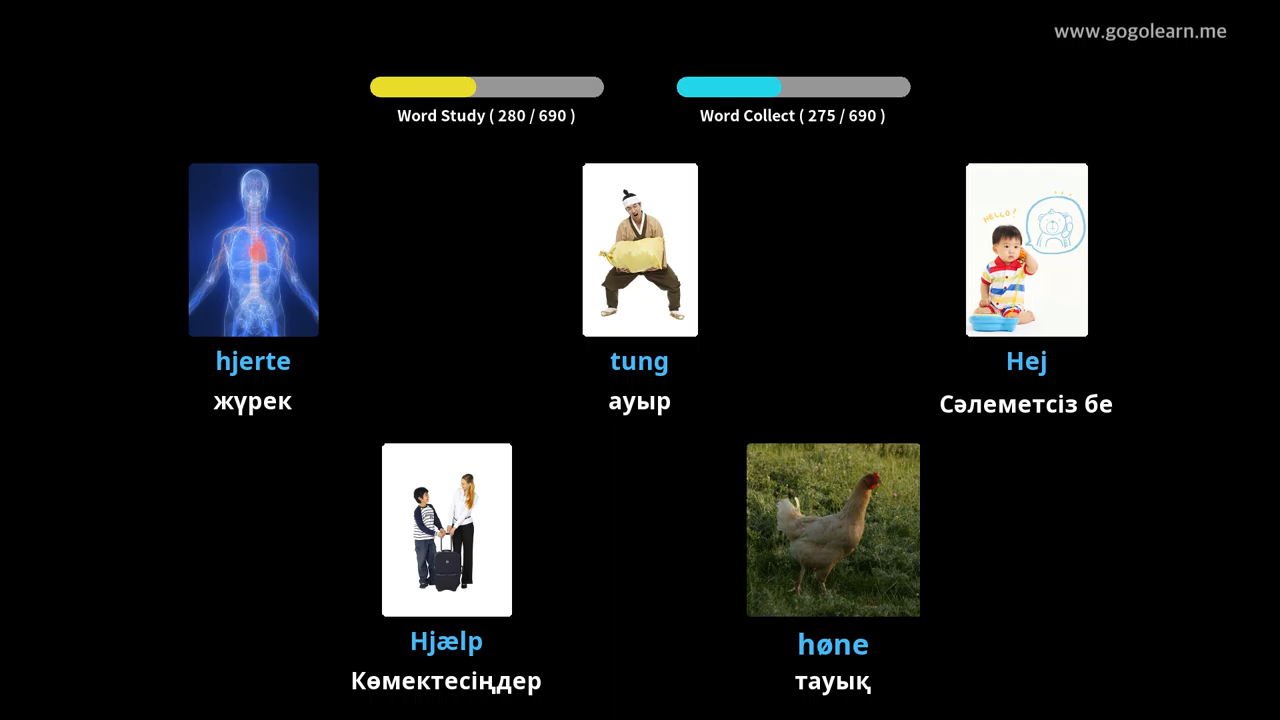 www.gogolearn.me
Word Study ( 280 / 690 )
Word Collect ( 275 / 690 )
HELLO?
hjerte
tung
Hej
жүрек
ауыр
Сәлеметсіз бе
Hjælp
høne
Көмектесіңдер
тауық